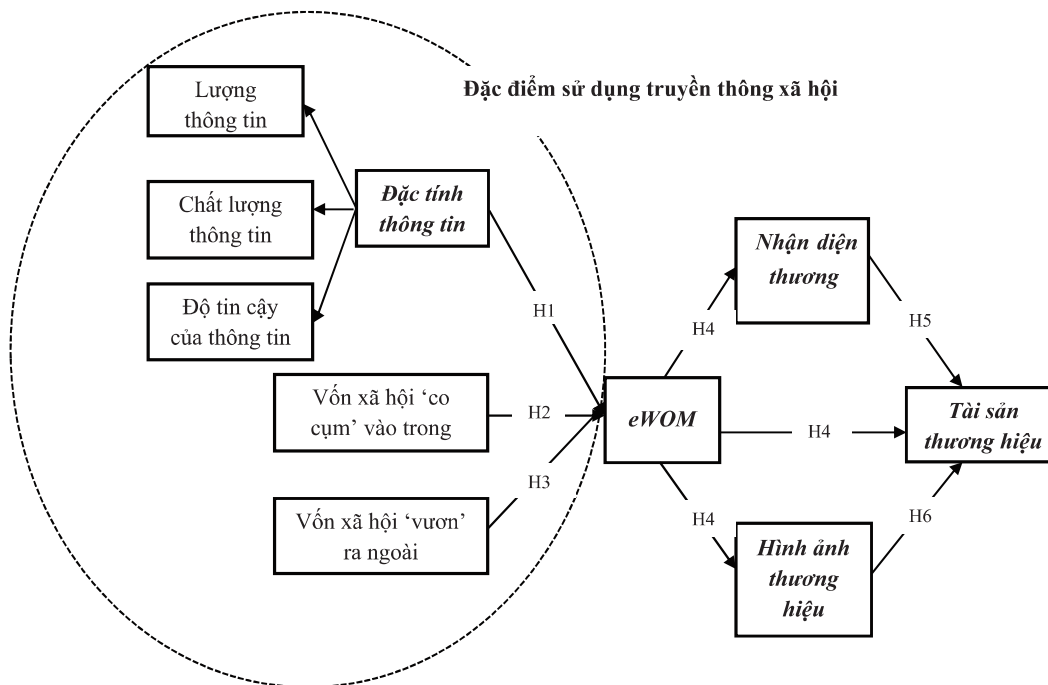 Đặc điểm sử dụng truyền thông xã hội
Lượng
thông tin
Chất lượng
thông tin
Độ tin cậy
của thông tin
Đặc tính
thông tin
Vốn xã hội ‘co
cụm’ vào trong
Vốn xã hội ‘vươn’
ra ngoài
H1
H2
H3
eWOM
H4
H4
H4
Nhận diện
thương
Hình ảnh
thương
hiệu
H5
H6
Tài sản
thương hiệu